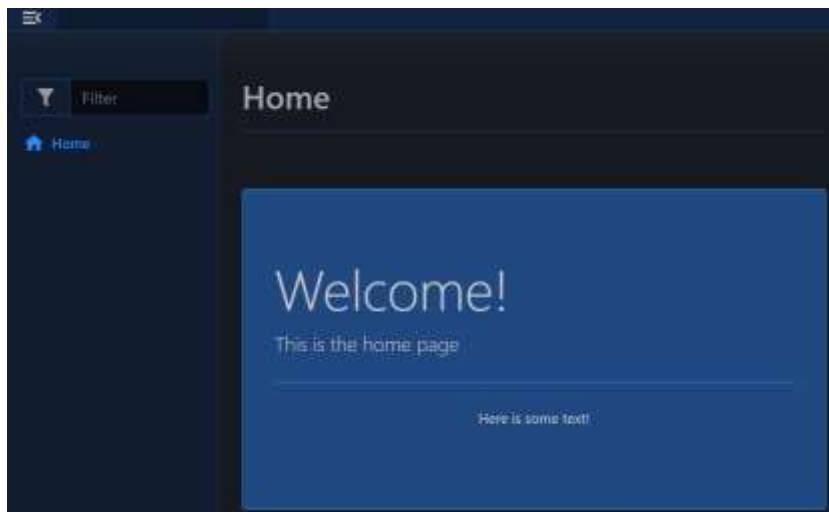 Filter
Home
Home
Welcome!
This is the home page
Here is some text!